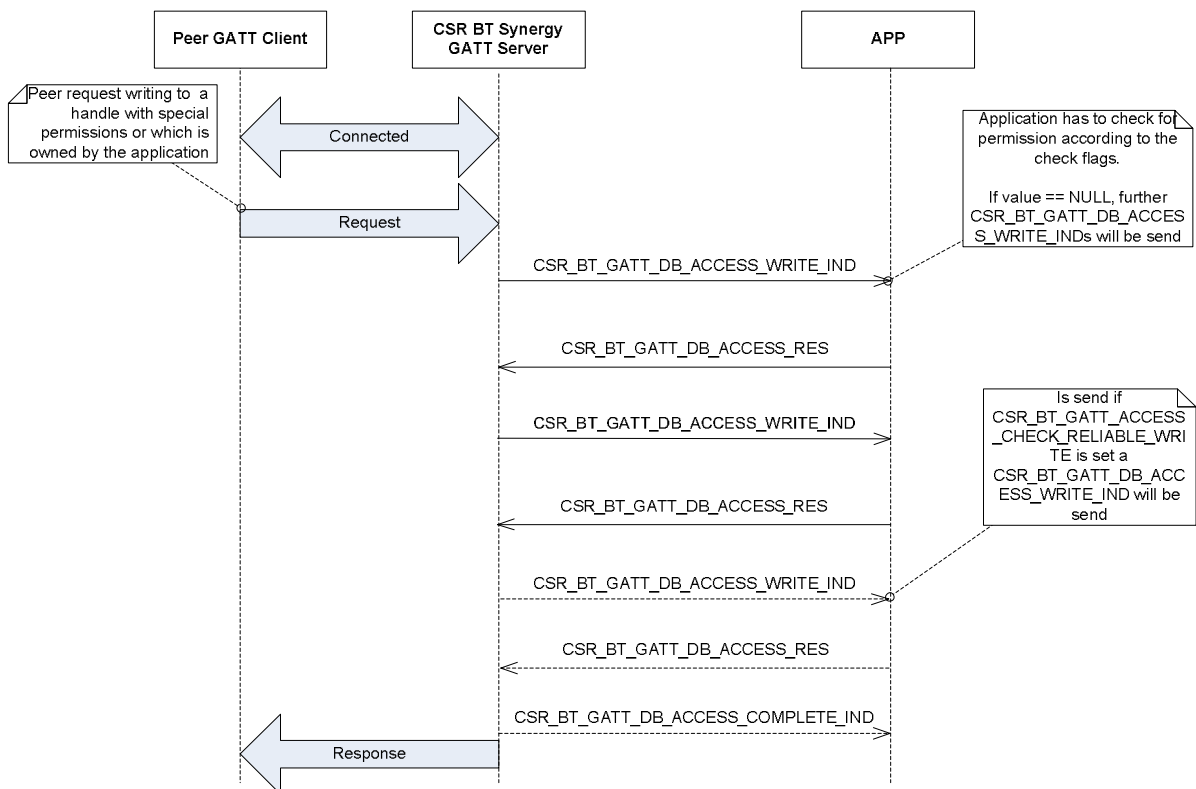 Peer GATT Client
CSR BT Synergy
GATT Server
APP
Peer request writing to a
handle with special
permissions or which is
owned by the application
Connected
Application has to check for
permission according to the
check flags.
If value == NULL, further
CSR_BT_GATT_DB_ACCES
S_WRITE_INDs will be send
Request
CSR_BT_GATT_DB_ACCESS_WRITE_IND
CSR_BT_GATT_DB_ACCESS_RES
Is send if
CSR_BT_GATT_ACCESS
_CHECK_RELIABLE_WRI
TE is set a
CSR_BT_GATT_DB_ACC
ESS_WRITE_IND will be
send
CSR_BT_GATT_DB_ACCESS_WRITE_IND
CSR_BT_GATT_DB_ACCESS_RES
CSR_BT_GATT_DB_ACCESS_WRITE_IND
CSR_BT_GATT_DB_ACCESS_RES
CSR_BT_GATT_DB_ACCESS_COMPLETE_IND
Response